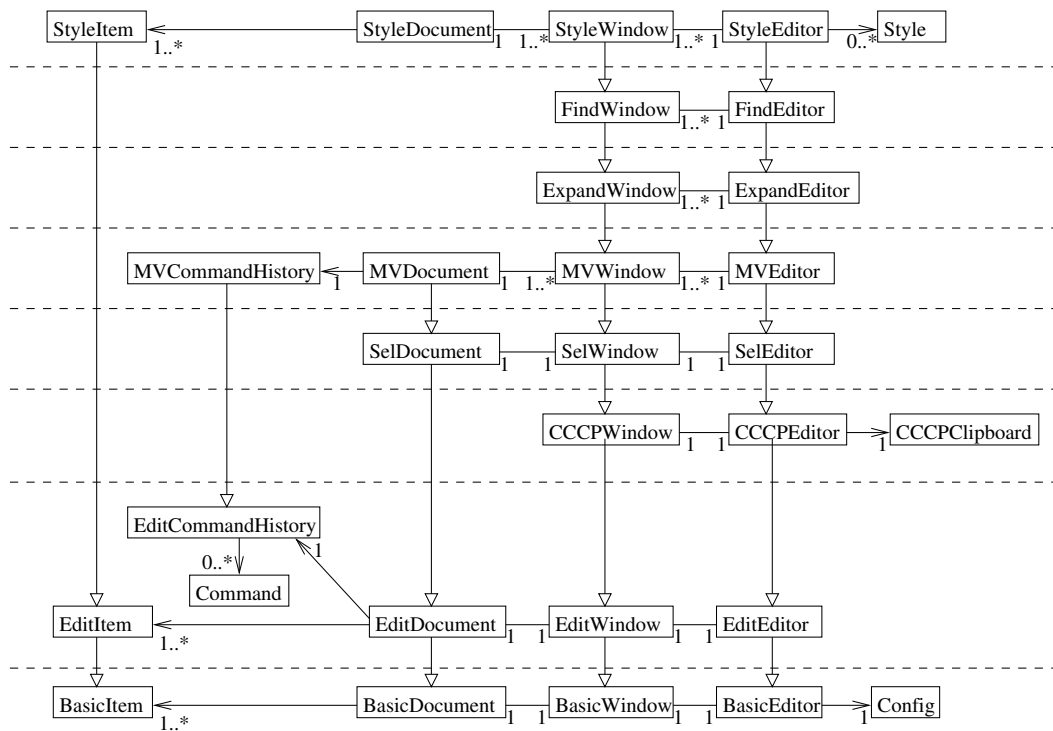 StyleItem StyleDocument StyleWindow StyleEditor Style
1..* 1 1..* 1..* 1 0..*
FindWindow FindEditor
1..* 1
ExpandWindow ExpandEditor
1..* 1
MVCommandHistory MVDocument MVWindow MVEditor
1 1 1..* 1..* 1
SelDocument SelWindow SelEditor
1 1 1 1
CCCPWindow CCCPEditor CCCPClipboard
1 1 1
EditCommandHistory
0..* 1
Command
EditItem EditDocument EditWindow EditEditor
1..* 1 1 1 1
BasicItem BasicDocument BasicWindow BasicEditor Config
1..* 1 1 1 1 1